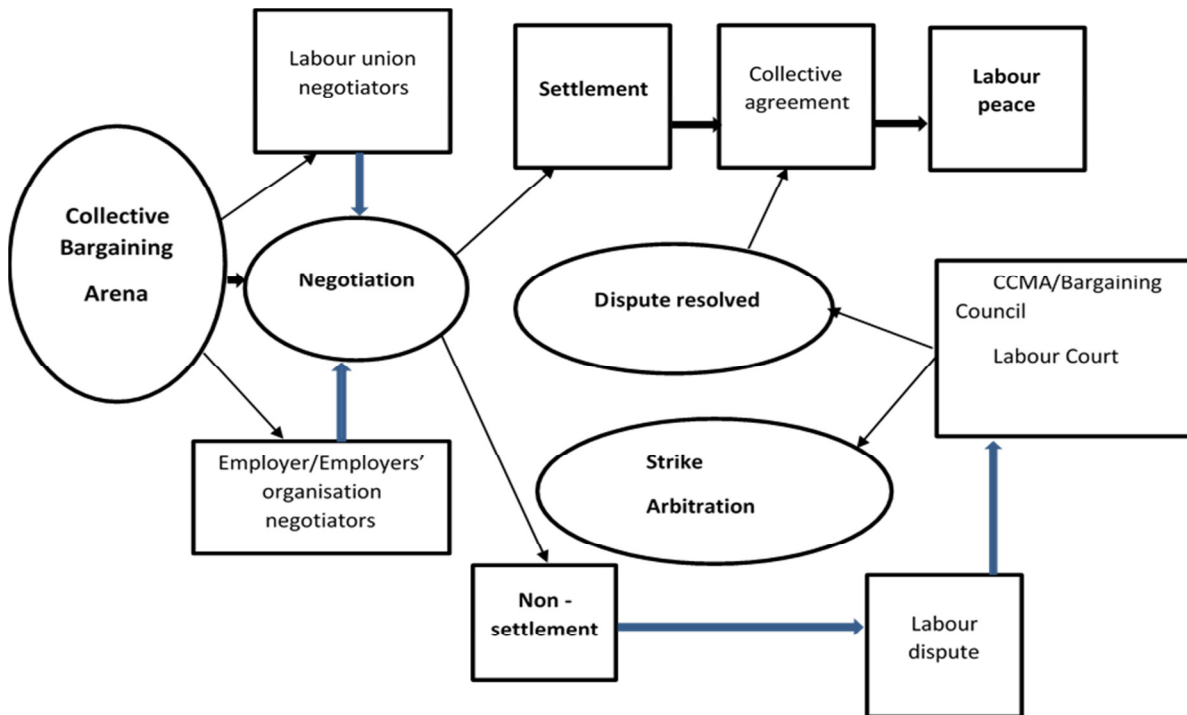 Labour union
negotiators
Settlement
Collective
agreement
Labour
peace
Collective
Bargaining
Arena
Negotiation
Dispute resolved
CCMA/Bargaining
Council
Labour Court
Employer/Employers’
organisation
negotiators
Strike
Arbitration
Non -
settlement
Labour
dispute